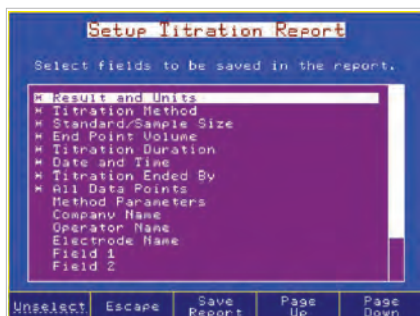 Setup Titration Report
Select fields to be saved in the report.
* Result and Units
* Titration Method
* Standard/Sample Size
* End Point Volume
* Titration Duration
* Date and Time
* Titration Ended By
* All Data Points
Method Parameters
Company Name
Operator Name
Electrode Name
Field 1
Field 2
Unselect Escape Save Report Page Up Page Down